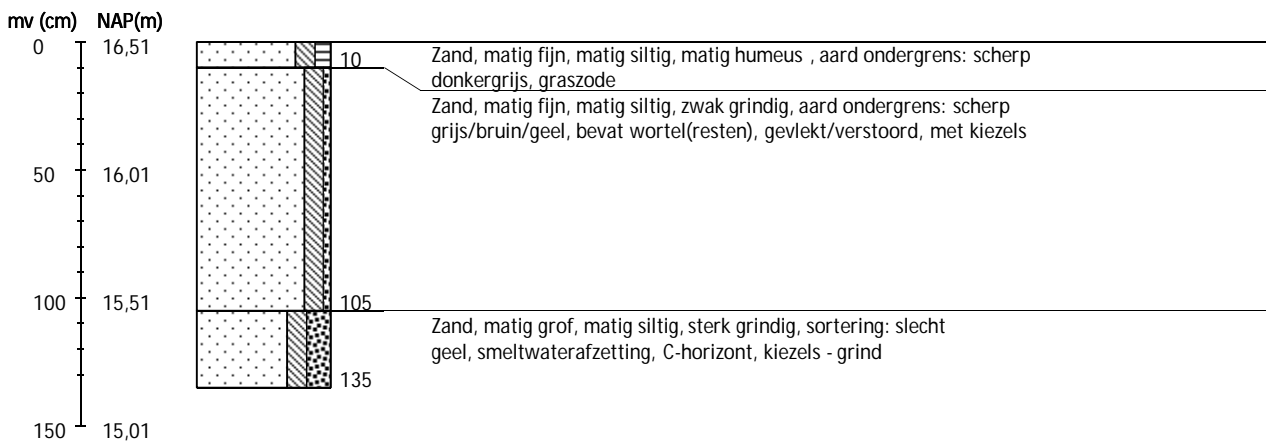 mv (cm) NAP(m)
0 16,51
Zand, matig fijn, matig siltig, matig humeus , aard ondergrens: scherp
10
donkergrijs, graszode
Zand, matig fijn, matig siltig, zwak grindig, aard ondergrens: scherp
grijs/bruin/geel, bevat wortel(resten), gevlekt/verstoord, met kiezels
50 16,01
100 15,51
105
Zand, matig grof, matig siltig, sterk grindig, sortering: slecht
geel, smeltwaterafzetting, C-horizont, kiezels - grind
135
150 15,01